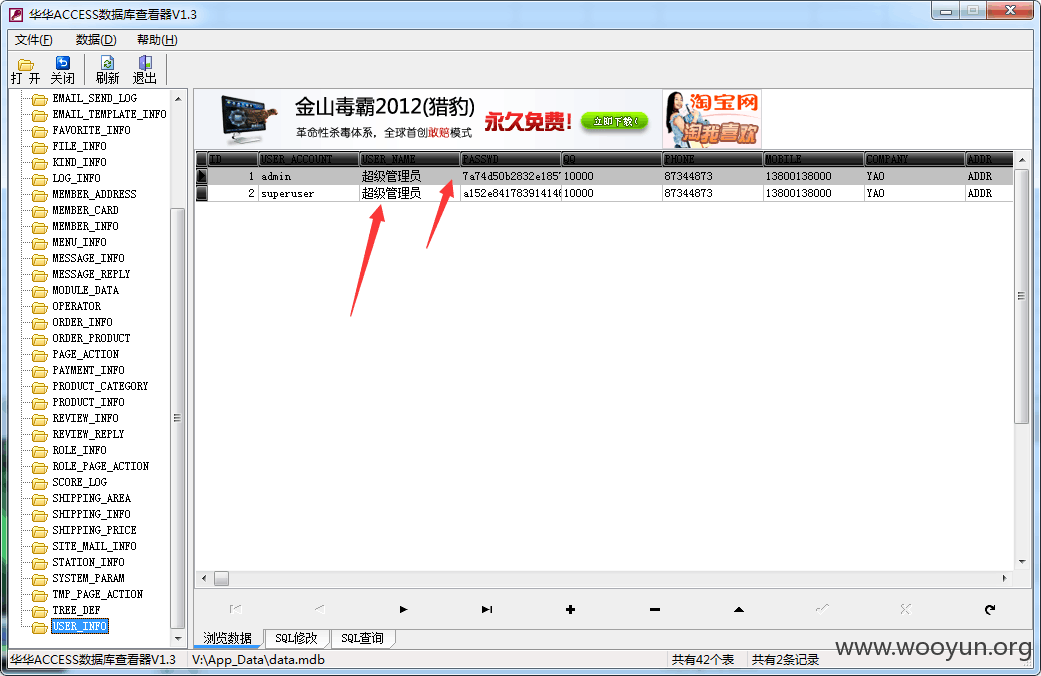 华华ACCESS数据库查看器V1.3
文件(F) 数据(D) 帮助(H)
打 开 关闭 刷新 退出
EMAIL_SEND_LOG
EMAIL_TEMPLATE_INFO
FAVORITE_INFO
FILE_INFO
KIND_INFO
LOG_INFO
MEMBER_ADDRESS
MEMBER_CARD
MEMBER_INFO
MENU_INFO
MESSAGE_INFO
MESSAGE_REPLY
MODULE_DATA
OPERATOR
ORDER_INFO
ORDER_PRODUCT
PAGE_ACTION
PAYMENT_INFO
PRODUCT_CATEGORY
PRODUCT_INFO
REVIEW_INFO
REVIEW_REPLY
ROLE_INFO
ROLE_PAGE_ACTION
SCORE_LOG
SHIPPING_AREA
SHIPPING_INFO
SHIPPING_PRICE
SITE_MAIL_INFO
STATION_INFO
SYSTEM_PARAM
TMP_PAGE_ACTION
TREE_DEF
USER_INFO
金山毒霸2012(猎豹)
革命性杀毒体系，全球首创敢赔模式
永久免费!
立即下载!
淘宝网
淘我喜欢
ID USER_ACCOUNT USER_NAME PASSWD QQ PHONE MOBILE COMPANY ADDR
1 admin 超级管理员 7a74d50b2832e185 10000 87344873 13800138000 YAO ADDR
2 superuser 超级管理员 a152e8417839141 10000 87344873 13800138000 YAO ADDR
浏览数据 SQL修改 SQL查询
华华ACCESS数据库查看器V1.3 V:\App_Data\data.mdb 共有42个表 共有2条记录
www.wooyun.org